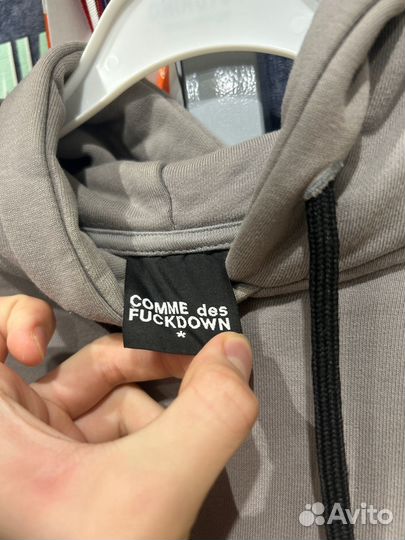 COMME des
FUCKDOWN
*
Avito